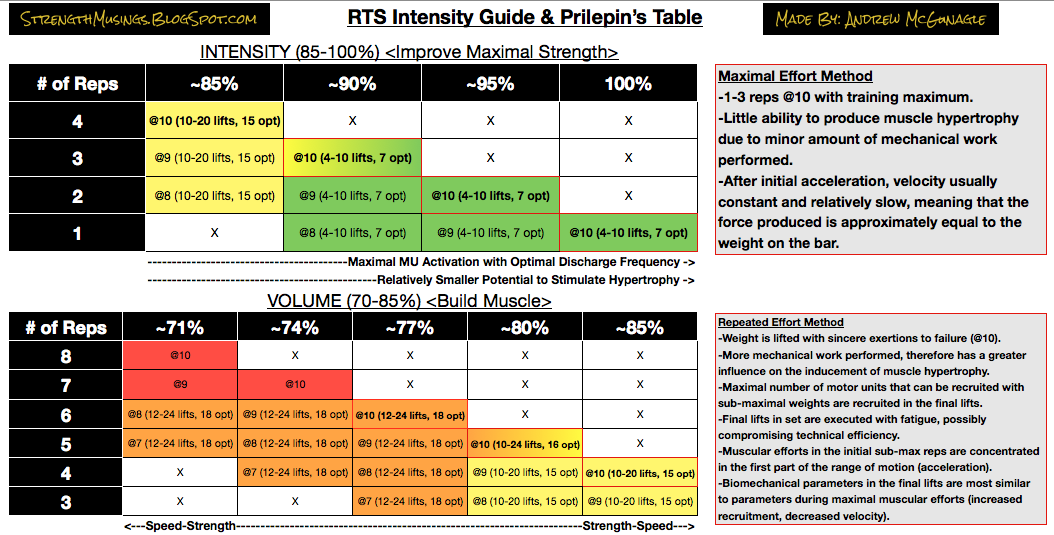 StrengthMusings.BlogSpot.com
RTS Intensity Guide & Prilepin's Table
Made By: Andrew McGunagle
INTENSITY (85-100%) <Improve Maximal Strength>
# of Reps ~85% ~90% ~95% 100%
4 @10 (10-20 lifts, 15 opt) X X X
3 @9 (10-20 lifts, 15 opt) @10 (4-10 lifts, 7 opt) X X
2 @8 (10-20 lifts, 15 opt) @9 (4-10 lifts, 7 opt) @10 (4-10 lifts, 7 opt) X
1 X @8 (4-10 lifts, 7 opt) @9 (4-10 lifts, 7 opt) @10 (4-10 lifts, 7 opt)
-----------------------------------------Maximal MU Activation with Optimal Discharge Frequency ->
-----------------------------------------------Relatively Smaller Potential to Stimulate Hypertrophy ->
Maximal Effort Method
-1-3 reps @10 with training maximum.
-Little ability to produce muscle hypertrophy
due to minor amount of mechanical work
performed.
-After initial acceleration, velocity usually
constant and relatively slow, meaning that the
force produced is approximately equal to the
weight on the bar.
VOLUME (70-85%) <Build Muscle>
# of Reps ~71% ~74% ~77% ~80% ~85%
8 @10 X X X X
7 @9 @10 X X X
6 @8 (12-24 lifts, 18 opt) @9 (12-24 lifts, 18 opt) @10 (12-24 lifts, 18 opt) X X
5 @7 (12-24 lifts, 18 opt) @8 (12-24 lifts, 18 opt) @9 (12-24 lifts, 18 opt) @10 (10-24 lifts, 16 opt) X
4 X @7 (12-24 lifts, 18 opt) @8 (12-24 lifts, 18 opt) @9 (10-20 lifts, 15 opt) @10 (10-20 lifts, 15 opt)
3 X X @7 (12-24 lifts, 18 opt) @8 (10-20 lifts, 15 opt) @9 (10-20 lifts, 15 opt)
<---Speed-Strength------------------------------------------------------------------------Strength-Speed--->
Repeated Effort Method
-Weight is lifted with sincere exertions to failure (@10).
-More mechanical work performed, therefore has a greater
influence on the inducement of muscle hypertrophy.
-Maximal number of motor units that can be recruited with
sub-maximal weights are recruited in the final lifts.
-Final lifts in set are executed with fatigue, possibly
compromising technical efficiency.
-Muscular efforts in the initial sub-max reps are concentrated
in the first part of the range of motion (acceleration).
-Biomechanical parameters in the final lifts are most similar
to parameters during maximal muscular efforts (increased
recruitment, decreased velocity).